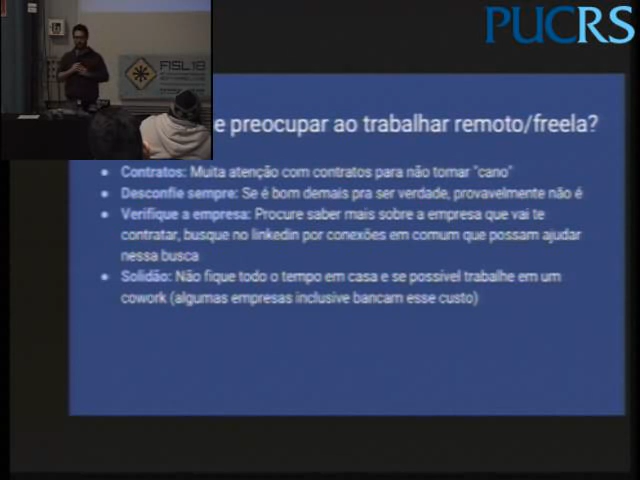 PUCRS
FISL18
e preocupar ao trabalhar remoto/freela?
● Contratos: Muita atenção com contratos para não tomar "cano"
● Desconfie sempre: Se é bom demais pra ser verdade, provavelmente não é
● Verifique a empresa: Procure saber mais sobre a empresa que vai te
contratar, busque no linkedin por conexões em comum que possam ajudar
nessa busca
● Solidão: Não fique todo o tempo em casa e se possível trabalhe em um
cowork (algumas empresas inclusive bancam esse custo)